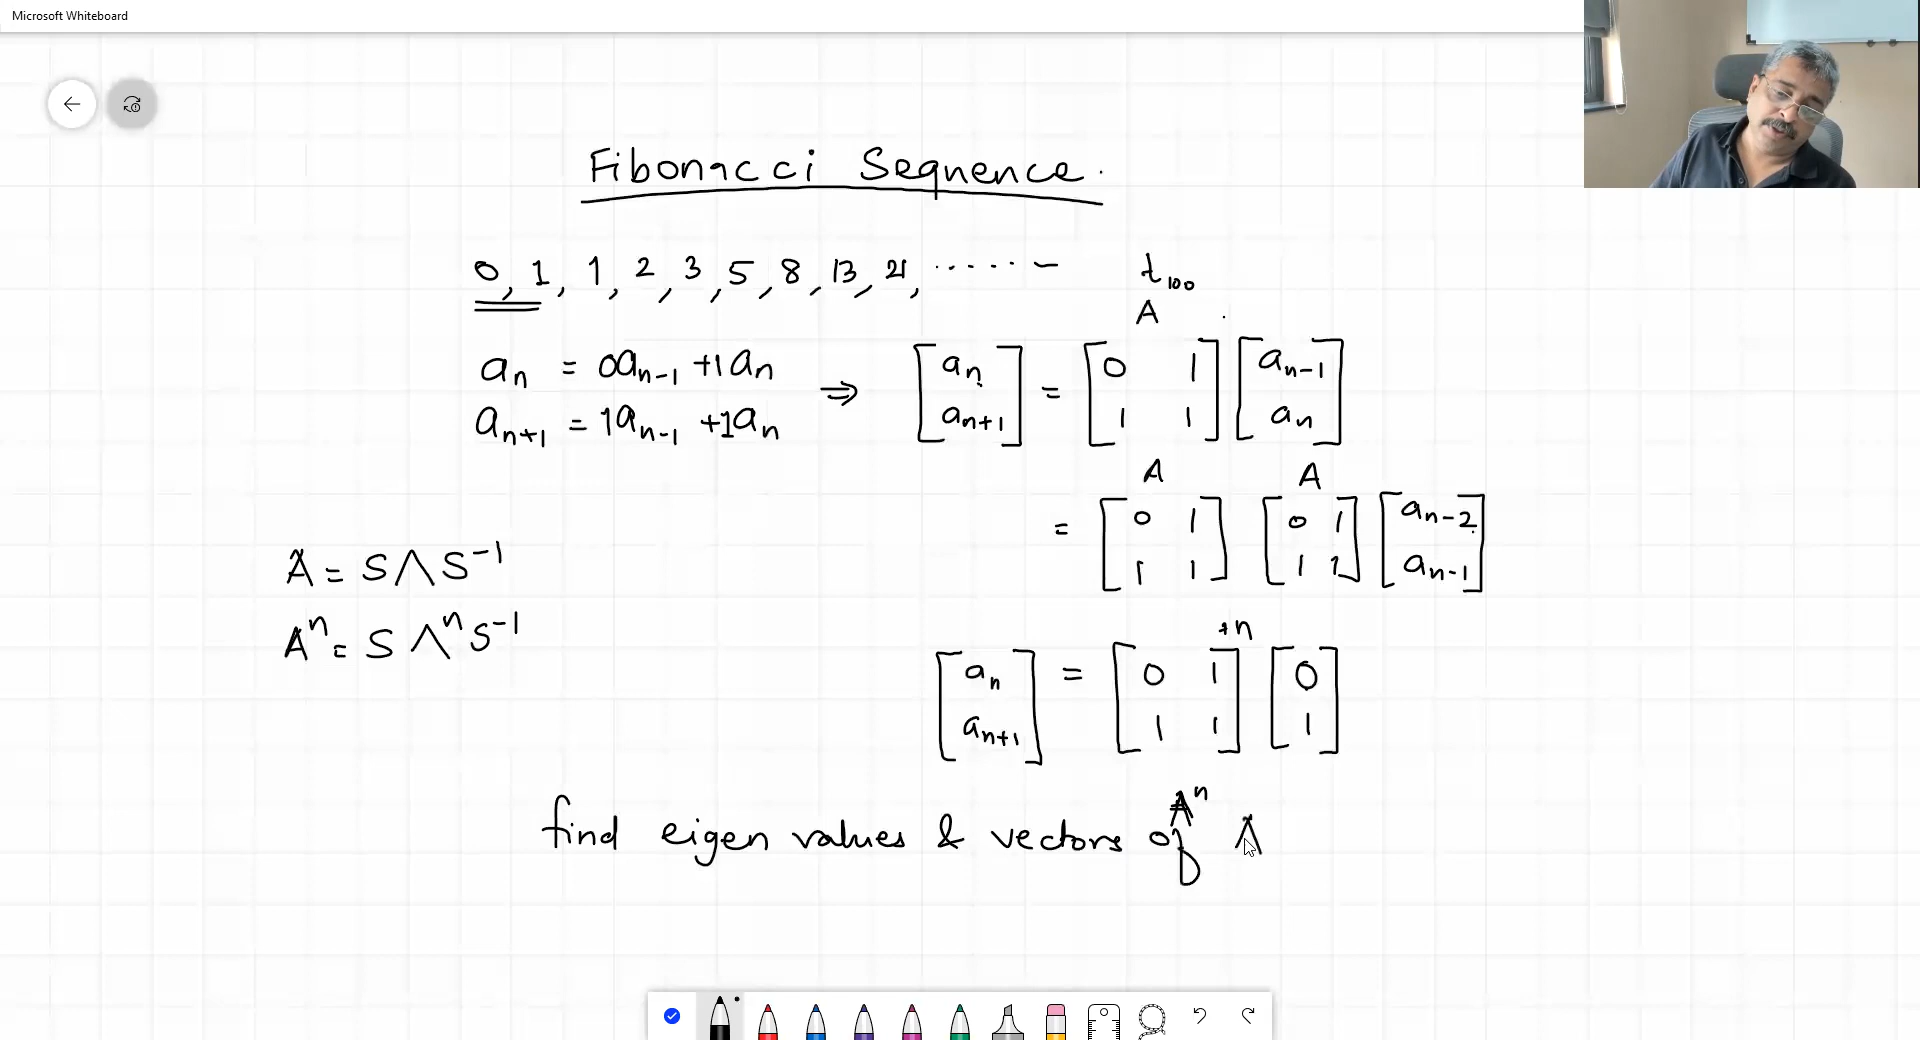 Microsoft Whiteboard
Fibonacci Sequence.
0, 1, 1, 2, 3, 5, 8, 13, 21, ......–
t₁₀₀
aₙ = 0aₙ₋₁ + 1aₙ
aₙ₊₁ = 1aₙ₋₁ + 1aₙ
⇒
A
[aₙ aₙ₊₁] = [0 1 1 1] [aₙ₋₁ aₙ]
A A
= [0 1 1 1] [0 1 1 1] [aₙ₋₂ aₙ₋₁]
A = S Λ S⁻¹
Aⁿ = S Λⁿ S⁻¹
[aₙ aₙ₊₁] = [0 1 1 1]ⁿ [0 1]
find eigen values & vectors of A